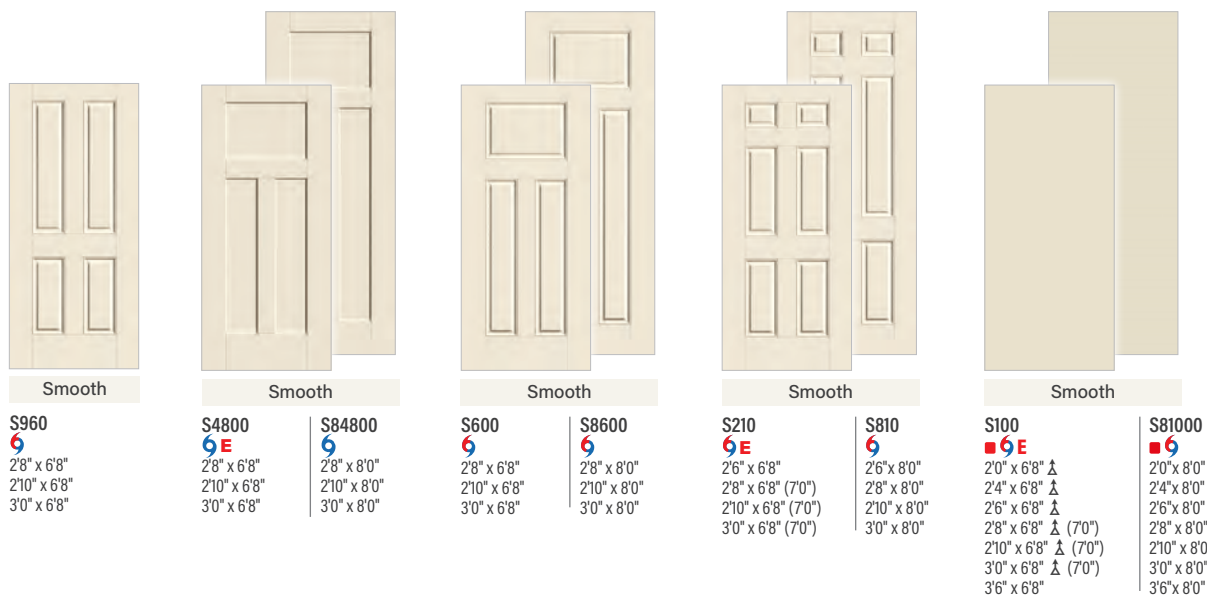 Smooth
S960
2'8" x 6'8"
2'10" x 6'8"
3'0" x 6'8"
Smooth
S4800
E
2'8" x 6'8"
2'10" x 6'8"
3'0" x 6'8"
S84800
2'8" x 8'0"
2'10" x 8'0"
3'0" x 8'0"
Smooth
S600
2'8" x 6'8"
2'10" x 6'8"
3'0" x 6'8"
S8600
2'8" x 8'0"
2'10" x 8'0"
3'0" x 8'0"
Smooth
S210
E
2'6" x 6'8"
2'8" x 6'8" (7'0")
2'10" x 6'8" (7'0")
3'0" x 6'8" (7'0")
S810
2'6"x 8'0"
2'8" x 8'0"
2'10" x 8'0"
3'0" x 8'0"
Smooth
S100
E
2'0" x 6'8"
2'4" x 6'8"
2'6" x 6'8"
2'8" x 6'8" (7'0")
2'10" x 6'8" (7'0")
3'0" x 6'8" (7'0")
3'6" x 6'8"
S81000
2'0"x 8'0"
2'4"x 8'0"
2'6"x 8'0"
2'8" x 8'0"
2'10" x 8'0
3'0" x 8'0"
3'6"x 8'0"